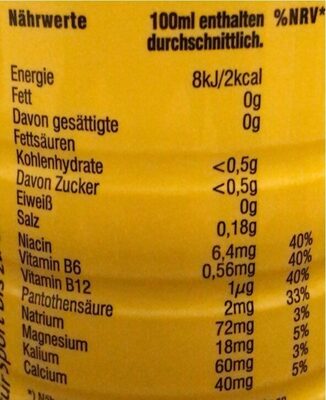 Nährwerte 100ml enthalten %NRV*
durchschnittlich.
Energie 8kJ/2kcal
Fett 0g
Davon gesättigte 0g
Fettsäuren
Kohlenhydrate <0,5g
Davon Zucker <0,5g
Eiweiß 0g
Salz 0,18g
Niacin 6,4mg 40%
Vitamin B6 0,56mg 40%
Vitamin B12 1µg 40%
Pantothensäure 2mg 33%
Natrium 72mg 3%
Magnesium 18mg 5%
Kalium 60mg 3%
Calcium 40mg 5%